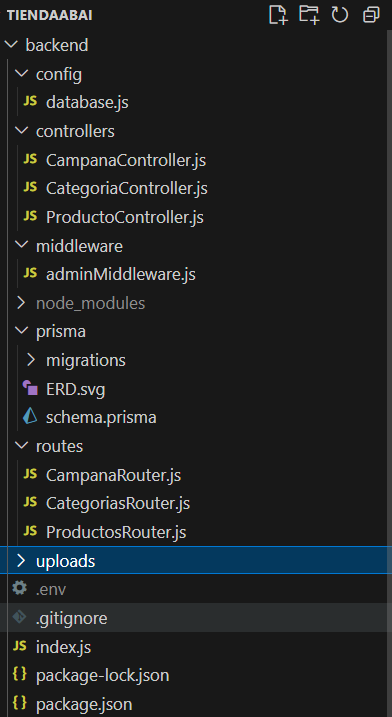 TIENDAABAI
backend
config
JS database.js
controllers
JS CampanaController.js
JS CategoriaController.js
JS ProductoController.js
middleware
JS adminMiddleware.js
node_modules
prisma
migrations
ERD.svg
schema.prisma
routes
JS CampanaRouter.js
JS CategoriasRouter.js
JS ProductosRouter.js
uploads
.env
.gitignore
JS index.js
{} package-lock.json
{} package.json